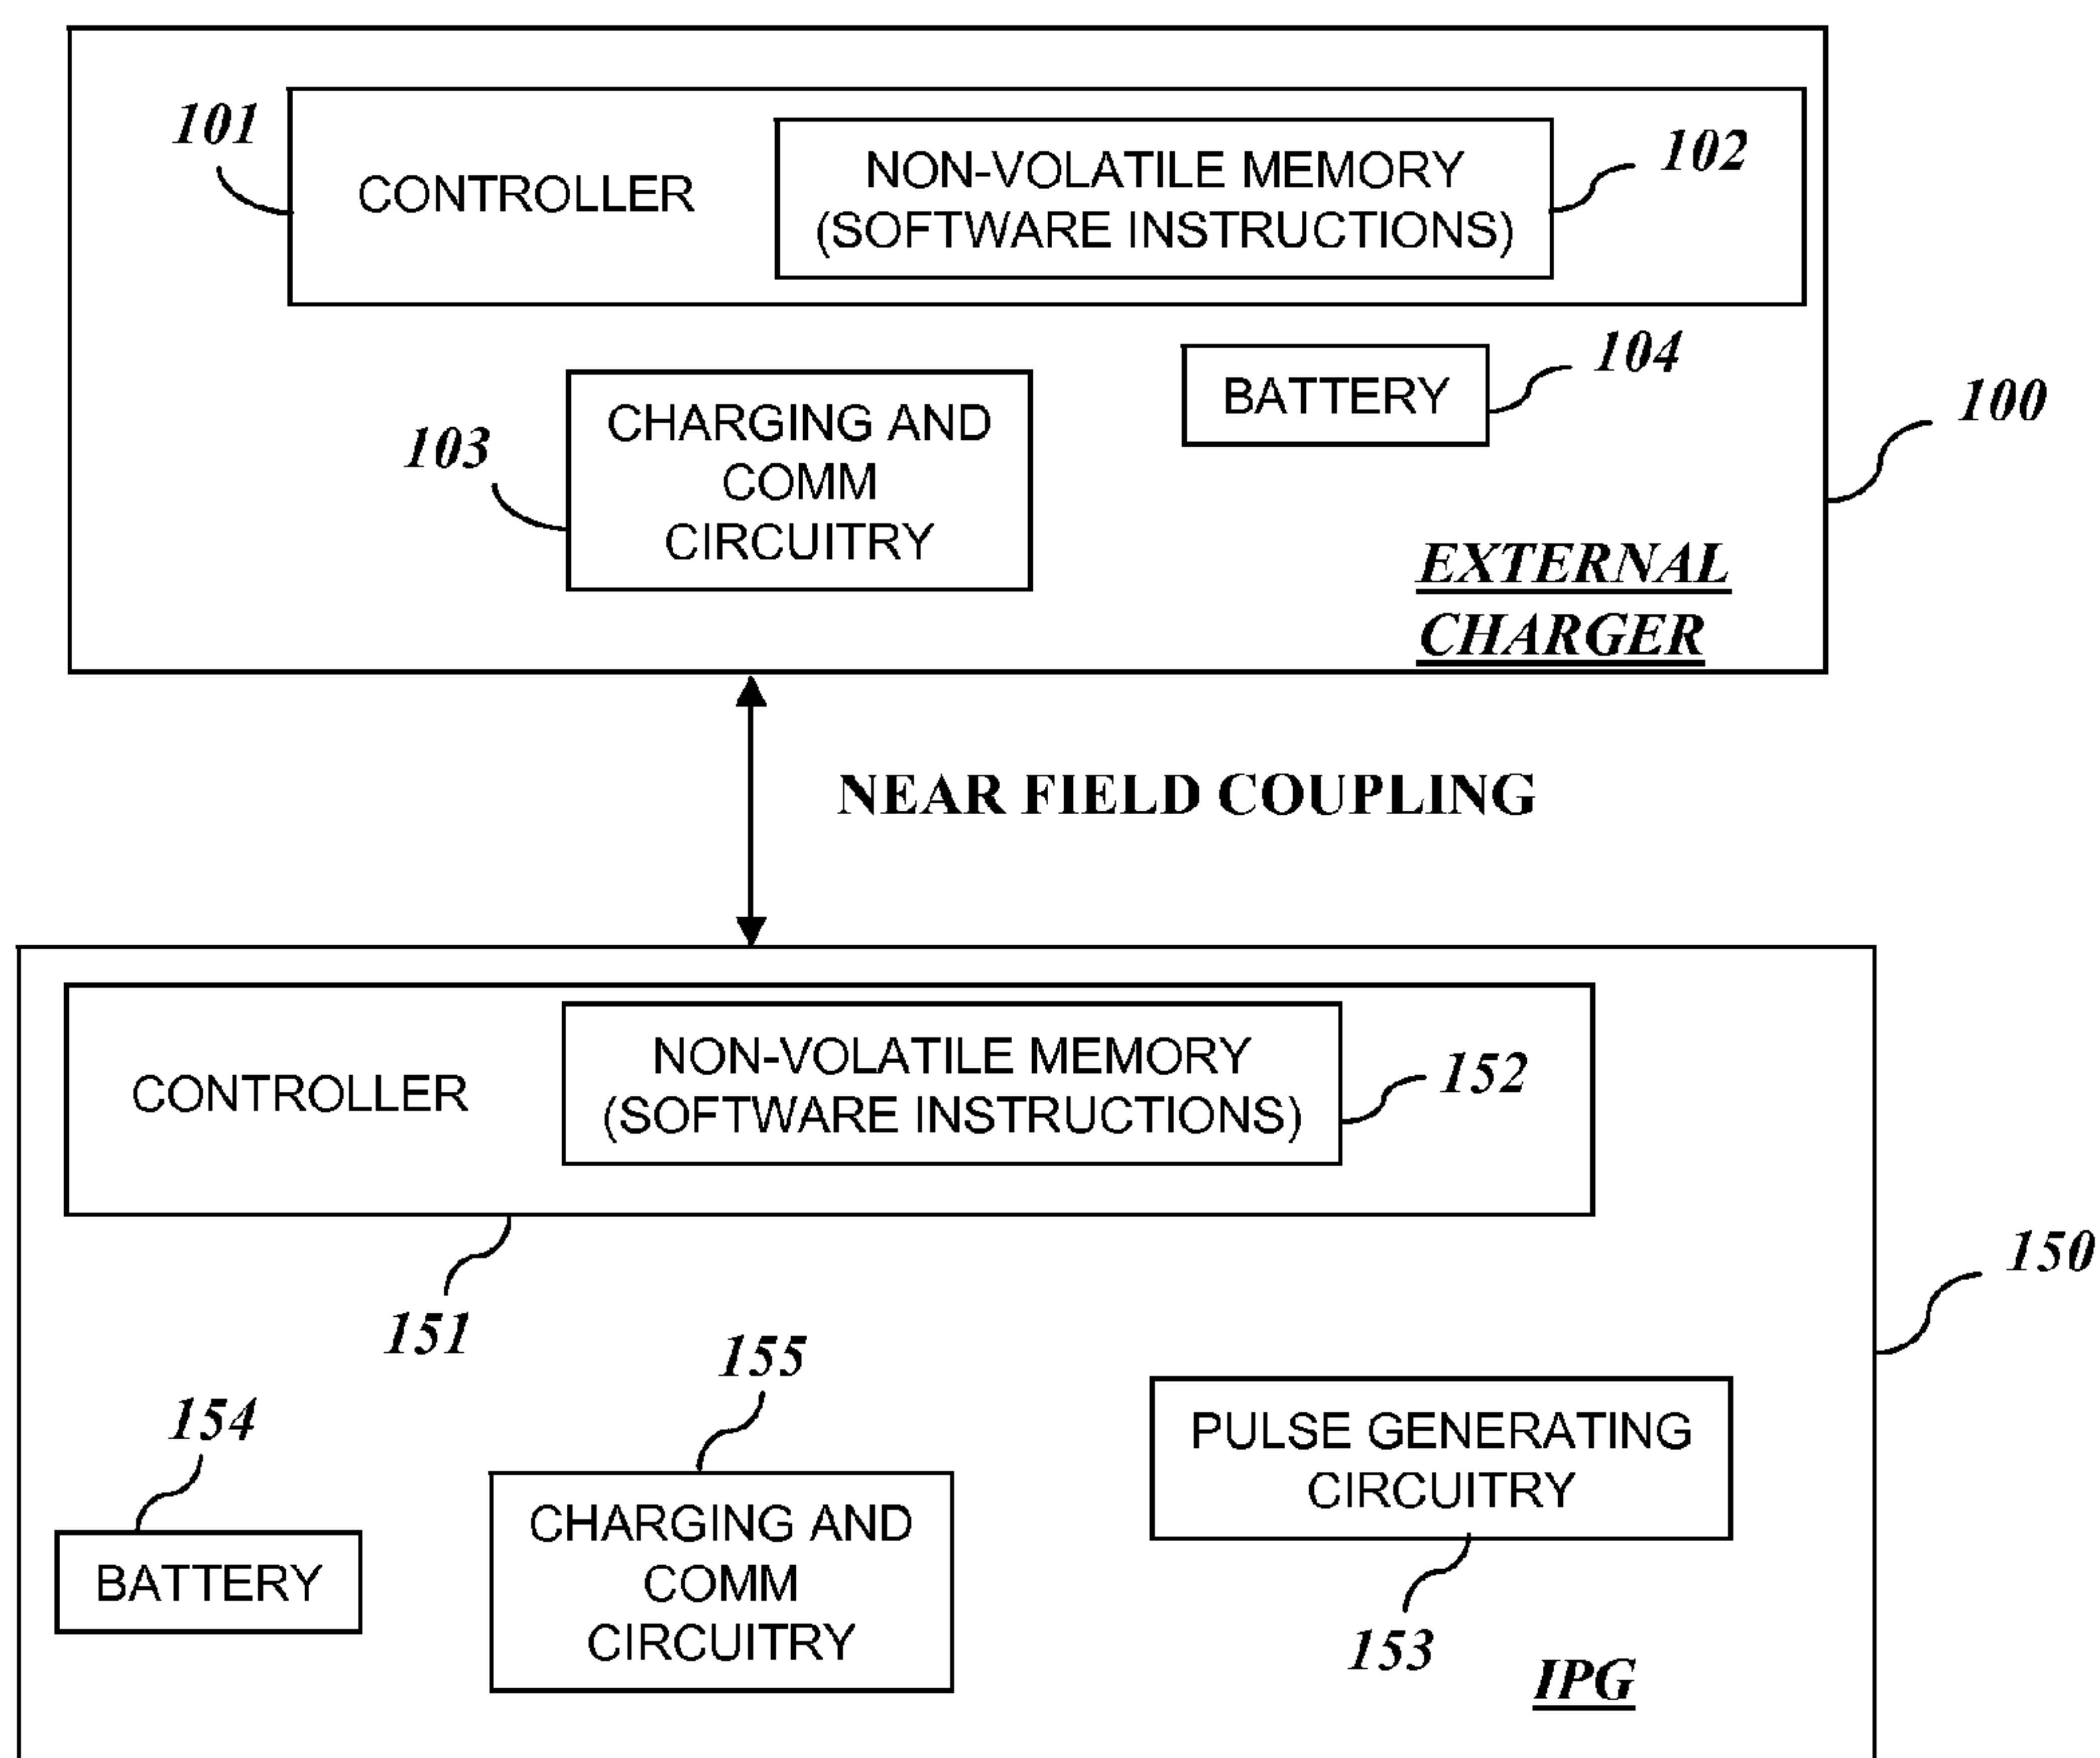 101
CONTROLLER
NON-VOLATILE MEMORY
(SOFTWARE INSTRUCTIONS)
102
103
CHARGING AND
COMM
CIRCUITRY
BATTERY
104
100
EXTERNAL
CHARGER
NEAR FIELD COUPLING
CONTROLLER
NON-VOLATILE MEMORY
(SOFTWARE INSTRUCTIONS)
152
151
150
154
BATTERY
155
CHARGING AND
COMM
CIRCUITRY
PULSE GENERATING
CIRCUITRY
153
IPG